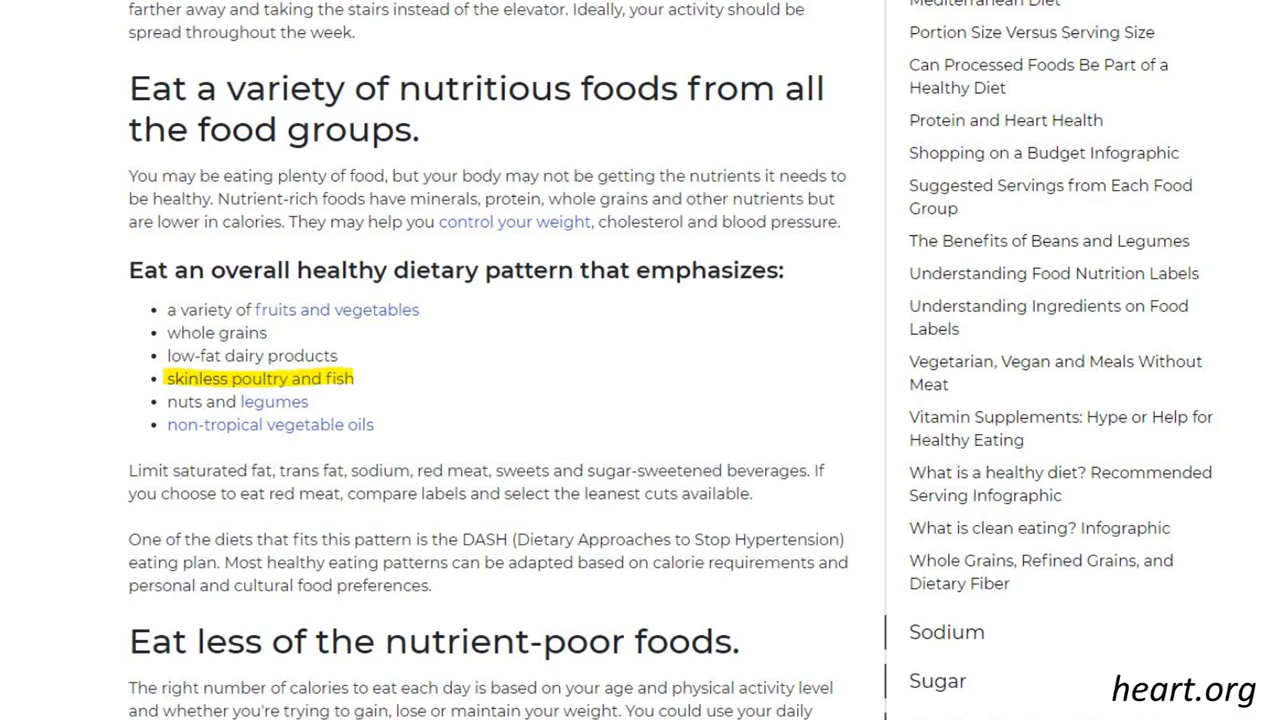 farther away and taking the stairs instead of the elevator. Ideally, your activity should be
spread throughout the week.
Eat a variety of nutritious foods from all
the food groups.
You may be eating plenty of food, but your body may not be getting the nutrients it needs to
be healthy. Nutrient-rich foods have minerals, protein, whole grains and other nutrients but
are lower in calories. They may help you control your weight, cholesterol and blood pressure.
Eat an overall healthy dietary pattern that emphasizes:
• a variety of fruits and vegetables
• whole grains
• low-fat dairy products
• skinless poultry and fish
• nuts and legumes
• non-tropical vegetable oils
Limit saturated fat, trans fat, sodium, red meat, sweets and sugar-sweetened beverages. If
you choose to eat red meat, compare labels and select the leanest cuts available.
One of the diets that fits this pattern is the DASH (Dietary Approaches to Stop Hypertension)
eating plan. Most healthy eating patterns can be adapted based on calorie requirements and
personal and cultural food preferences.
Eat less of the nutrient-poor foods.
The right number of calories to eat each day is based on your age and physical activity level
and whether you're trying to gain, lose or maintain your weight. You could use your daily
Mediterranean Diet
Portion Size Versus Serving Size
Can Processed Foods Be Part of a
Healthy Diet
Protein and Heart Health
Shopping on a Budget Infographic
Suggested Servings from Each Food
Group
The Benefits of Beans and Legumes
Understanding Food Nutrition Labels
Understanding Ingredients on Food
Labels
Vegetarian, Vegan and Meals Without
Meat
Vitamin Supplements: Hype or Help for
Healthy Eating
What is a healthy diet? Recommended
Serving Infographic
What is clean eating? Infographic
Whole Grains, Refined Grains, and
Dietary Fiber
Sodium
Sugar
heart.org